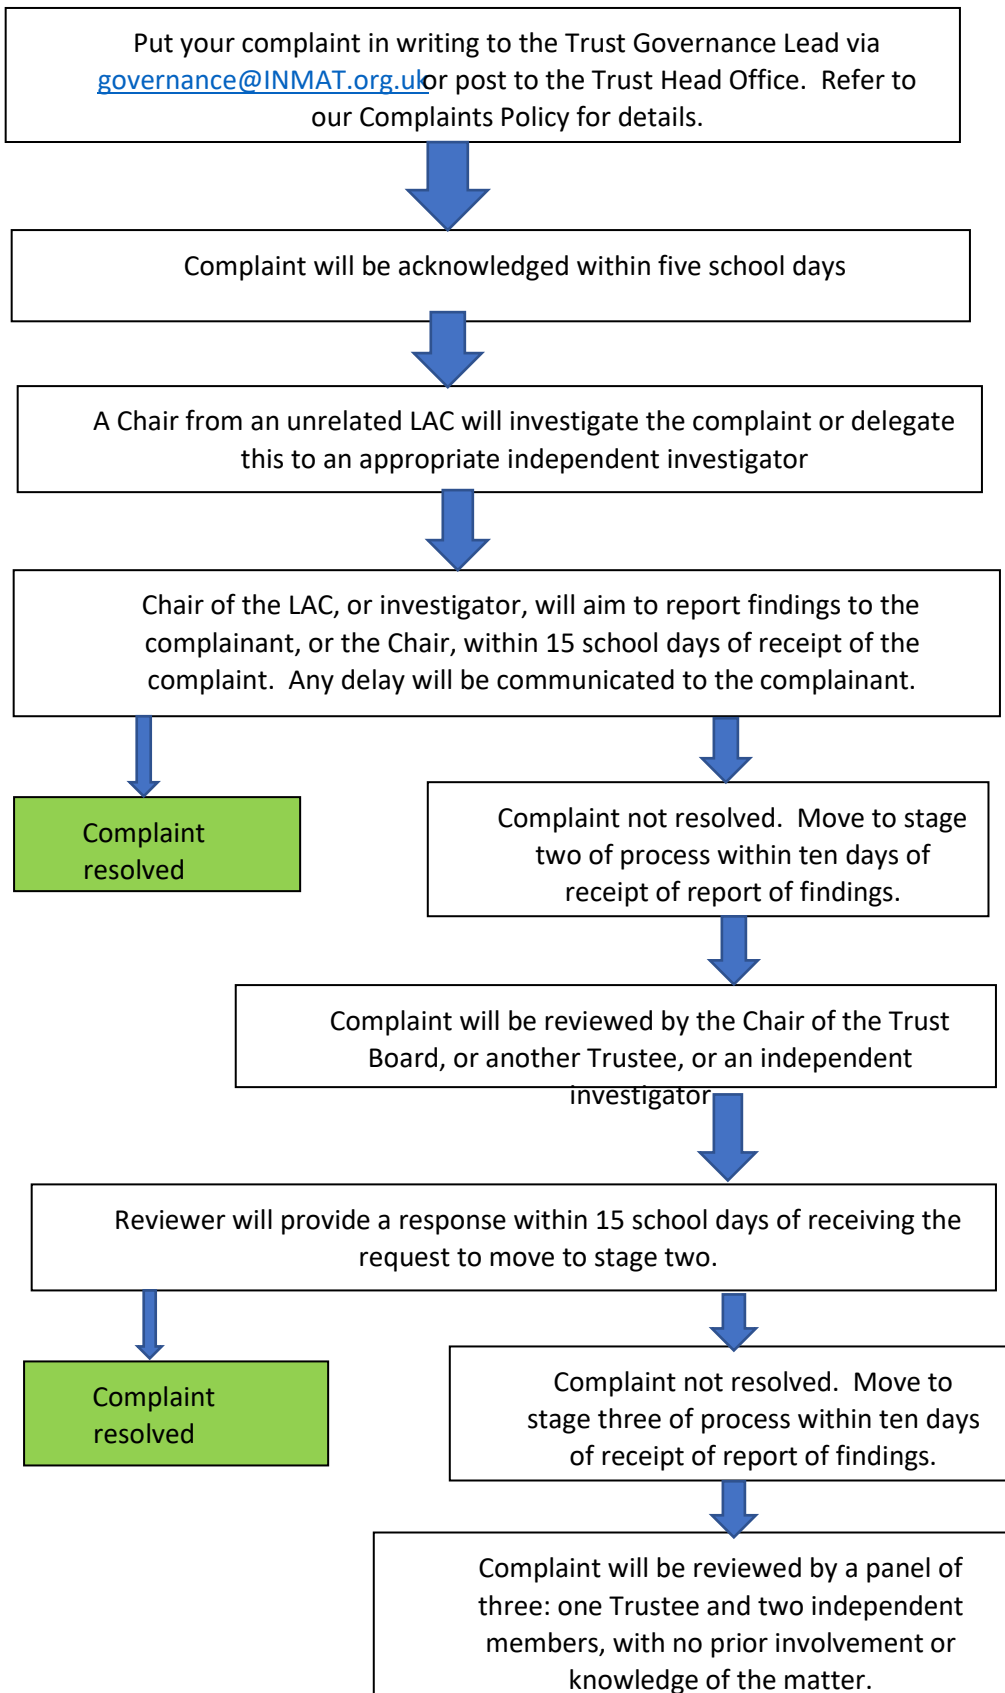 Put your complaint in writing to the Trust Governance Lead via
governance@INMAT.org.uk or post to the Trust Head Office. Refer to
our Complaints Policy for details.
Complaint will be acknowledged within five school days
A Chair from an unrelated LAC will investigate the complaint or delegate
this to an appropriate independent investigator
Chair of the LAC, or investigator, will aim to report findings to the
complainant, or the Chair, within 15 school days of receipt of the
complaint. Any delay will be communicated to the complainant.
Complaint
resolved
Complaint not resolved. Move to stage
two of process within ten days of
receipt of report of findings.
Complaint will be reviewed by the Chair of the Trust
Board, or another Trustee, or an independent
investigator
Reviewer will provide a response within 15 school days of receiving the
request to move to stage two.
Complaint
resolved
Complaint not resolved. Move to
stage three of process within ten days
of receipt of report of findings.
Complaint will be reviewed by a panel of
three: one Trustee and two independent
members, with no prior involvement or
knowledge of the matter.